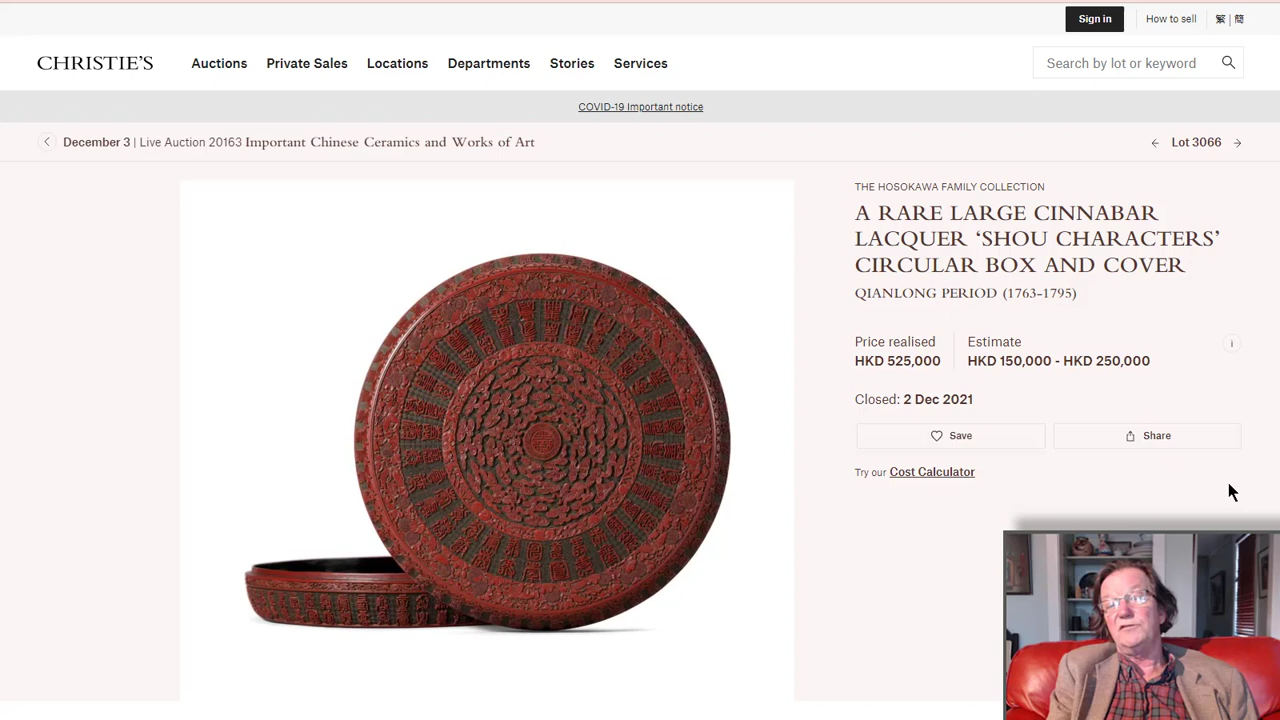 Sign in
How to sell
繁 | 簡
CHRISTIE'S
Auctions
Private Sales
Locations
Departments
Stories
Services
Search by lot or keyword
COVID-19 Important notice
December 3 | Live Auction 20163 Important Chinese Ceramics and Works of Art
Lot 3066
THE HOSOKAWA FAMILY COLLECTION
A RARE LARGE CINNABAR
LACQUER ‘SHOU CHARACTERS’
CIRCULAR BOX AND COVER
QIANLONG PERIOD (1763-1795)
Price realised
HKD 525,000
Estimate
HKD 150,000 - HKD 250,000
i
Closed: 2 Dec 2021
Save
Share
Try our Cost Calculator